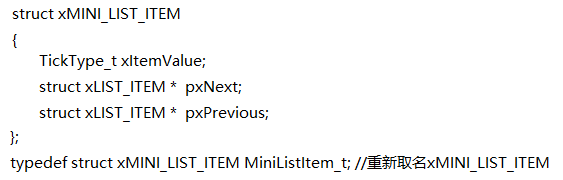 struct xMINI_LIST_ITEM
{
TickType_t xItemValue;
struct xLIST_ITEM * pxNext;
struct xLIST_ITEM * pxPrevious;
};
typedef struct xMINI_LIST_ITEM MiniListItem_t; //重新取名xMINI_LIST_ITEM